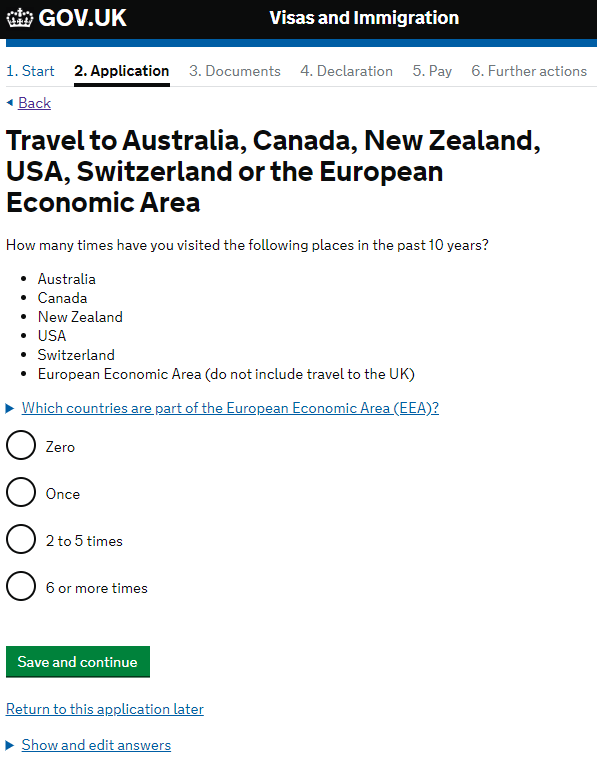 GOV.UK
Visas and Immigration
1. Start 2. Application 3. Documents 4. Declaration 5. Pay 6. Further actions
Back
Travel to Australia, Canada, New Zealand,
USA, Switzerland or the European
Economic Area
How many times have you visited the following places in the past 10 years?
• Australia
• Canada
• New Zealand
• USA
• Switzerland
• European Economic Area (do not include travel to the UK)
Which countries are part of the European Economic Area (EEA)?
Zero
Once
2 to 5 times
6 or more times
Save and continue
Return to this application later
Show and edit answers